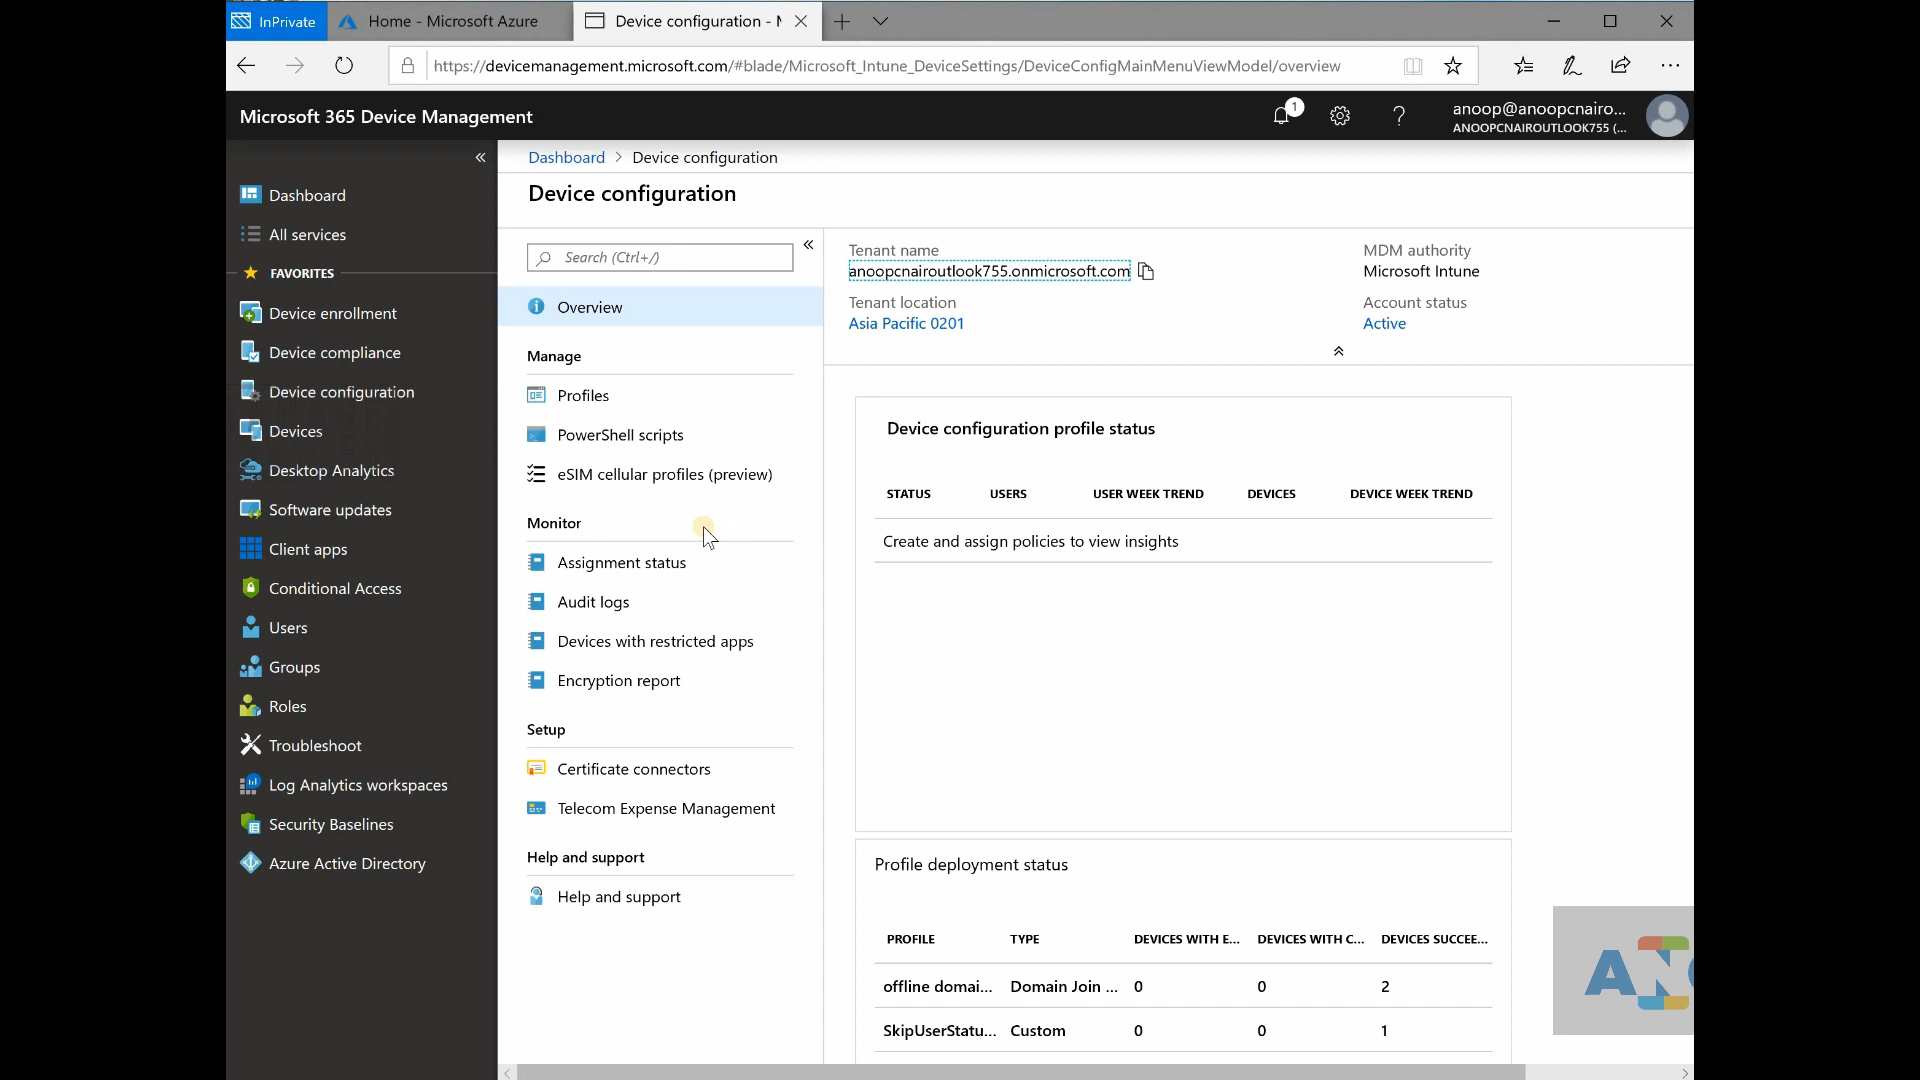 InPrivate
Home - Microsoft Azure
Device configuration - M
https://devicemanagement.microsoft.com/#blade/Microsoft_Intune_DeviceSettings/DeviceConfigMainMenuViewModel/overview
Microsoft 365 Device Management
1
anoop@anoopcnairo...
ANOOPCNAIROUTLOOK755 (...
Dashboard > Device configuration
Device configuration
Dashboard
All services
FAVORITES
Device enrollment
Device compliance
Device configuration
Devices
Desktop Analytics
Software updates
Client apps
Conditional Access
Users
Groups
Roles
Troubleshoot
Log Analytics workspaces
Security Baselines
Azure Active Directory
Search (Ctrl+/)
Overview
Manage
Profiles
PowerShell scripts
eSIM cellular profiles (preview)
Monitor
Assignment status
Audit logs
Devices with restricted apps
Encryption report
Setup
Certificate connectors
Telecom Expense Management
Help and support
Help and support
Tenant name
anoopcnairoutlook755.onmicrosoft.com
Tenant location
Asia Pacific 0201
MDM authority
Microsoft Intune
Account status
Active
Device configuration profile status
STATUS USERS USER WEEK TREND DEVICES DEVICE WEEK TREND
Create and assign policies to view insights
Profile deployment status
PROFILE TYPE DEVICES WITH E... DEVICES WITH C... DEVICES SUCCEE...
offline domai... Domain Join ... 0 0 2
SkipUserStatu... Custom 0 0 1